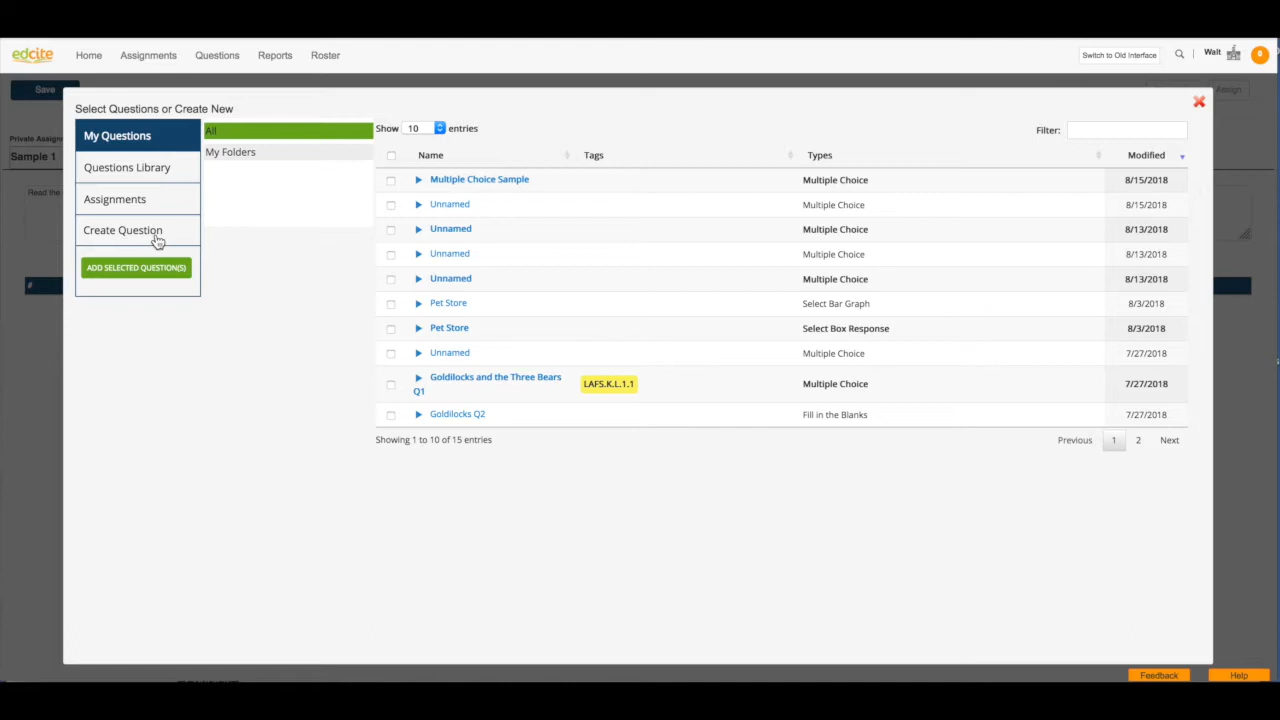 edcite Home Assignments Questions Reports Roster Switch to Old Interface Walt 0
Save Assign
Select Questions or Create New
Private Assign
Sample 1
Read the
#
My Questions
Questions Library
Assignments
Create Question
ADD SELECTED QUESTION(S)
All
My Folders
Show 10 entries Filter:
Name Tags Types Modified
Multiple Choice Sample Multiple Choice 8/15/2018
Unnamed Multiple Choice 8/15/2018
Unnamed Multiple Choice 8/13/2018
Unnamed Multiple Choice 8/13/2018
Unnamed Multiple Choice 8/13/2018
Pet Store Select Bar Graph 8/3/2018
Pet Store Select Box Response 8/3/2018
Unnamed Multiple Choice 7/27/2018
Goldilocks and the Three Bears
Q1 LAFS.K.L.1.1 Multiple Choice 7/27/2018
Goldilocks Q2 Fill in the Blanks 7/27/2018
Showing 1 to 10 of 15 entries Previous 1 2 Next
Feedback Help